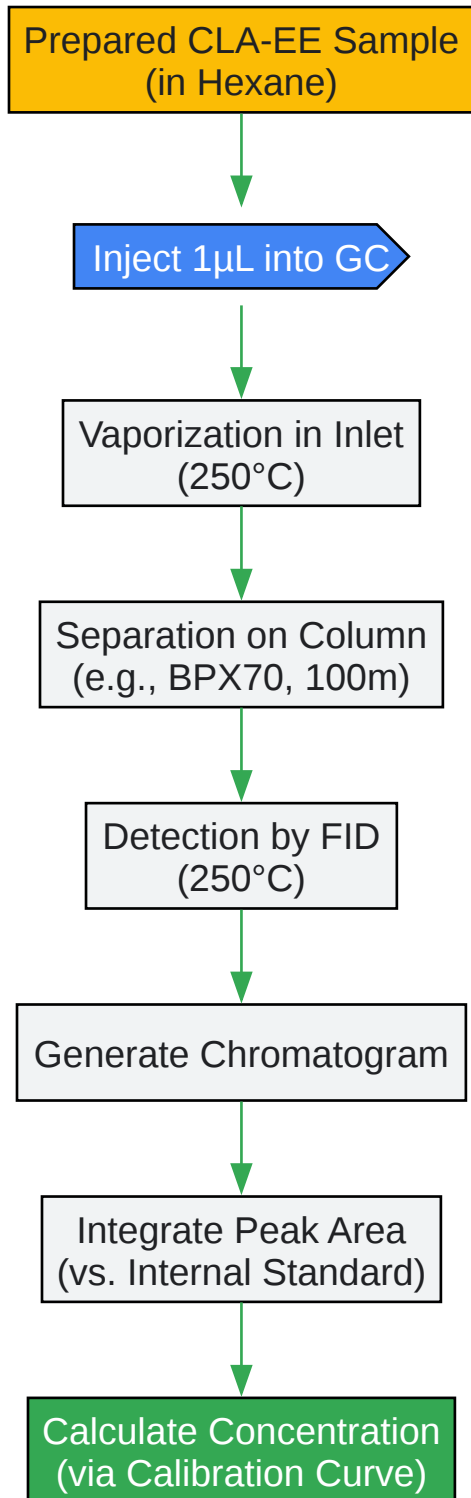 Prepared CLA-EE Sample
(in Hexane)
Inject 1µL into GC
Vaporization in Inlet
(250°C)
Separation on Column
(e.g., BPX70, 100m)
Detection by FID
(250°C)
Generate Chromatogram
Integrate Peak Area
(vs. Internal Standard)
Calculate Concentration
(via Calibration Curve)